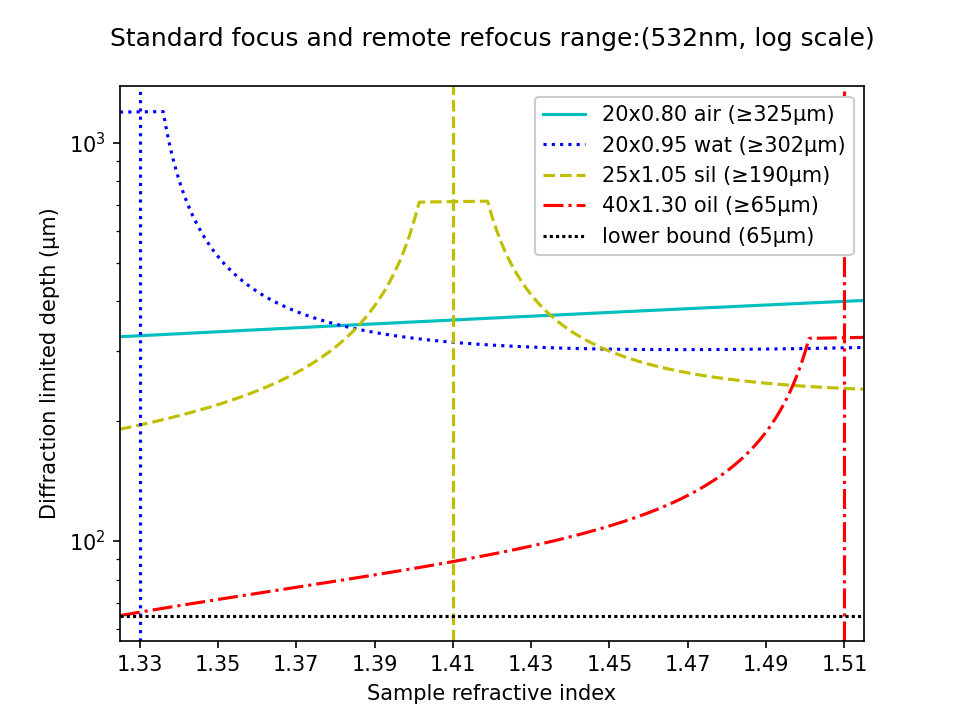 Standard focus and remote refocus range:(532nm, log scale)
20x0.80 air (≥325μm)
20x0.95 wat (≥302μm)
25x1.05 sil (≥190μm)
40x1.30 oil (≥65μm)
lower bound (65μm)
Diffraction limited depth (μm)
10³
10²
1.33 1.35 1.37 1.39 1.41 1.43 1.45 1.47 1.49 1.51
Sample refractive index